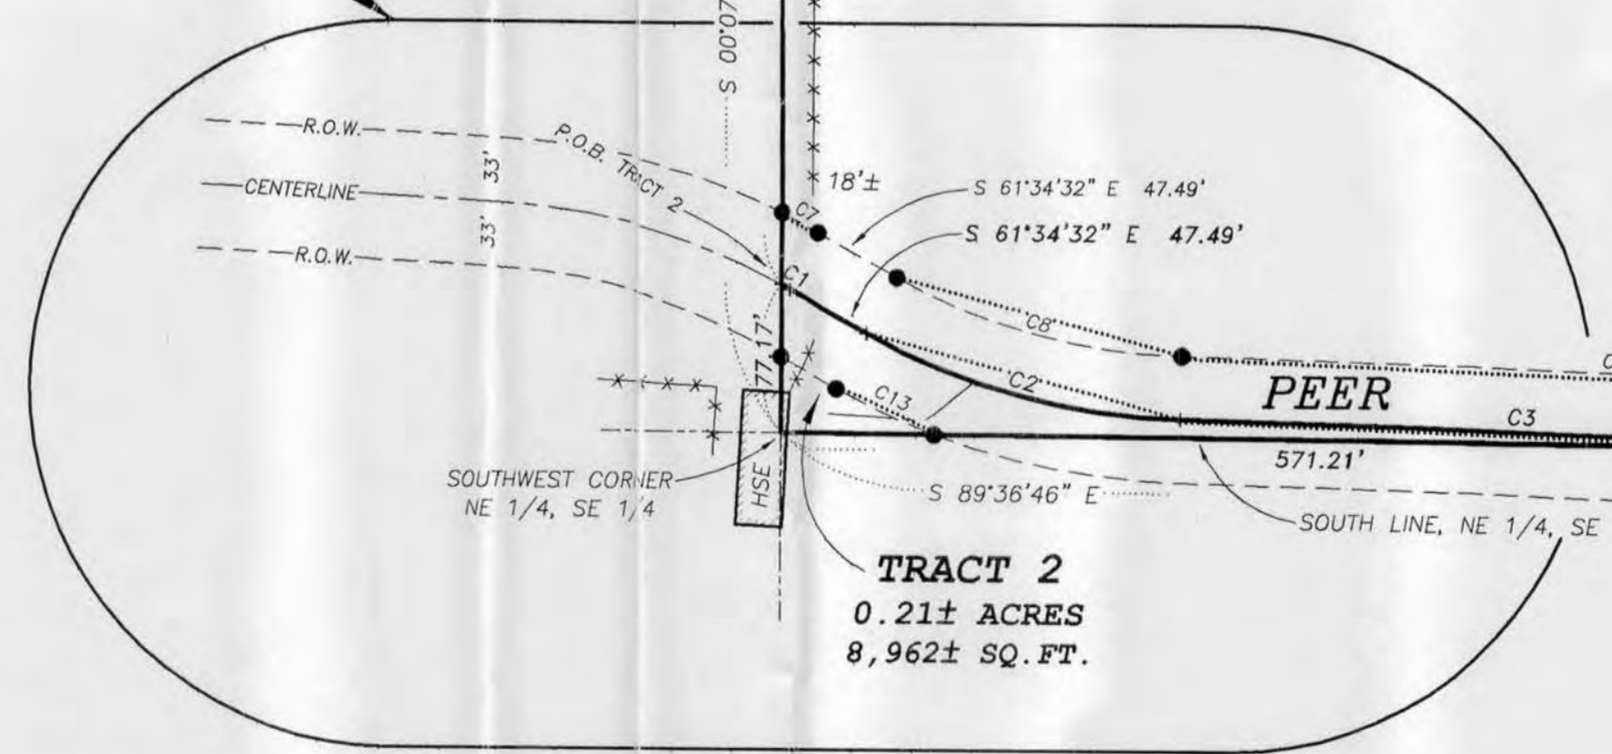 70.00 S
R.O.W.
P.O.B. TRACT 2
33'
CENTERLINE
33'
R.O.W.
18'±
C7
S 61°34'32" E 47.49'
S 61°34'32" E 47.49'
C1
C8
77.17'
C2
C13
PEER
C3
571.21'
HSE
SOUTHWEST CORNER
NE 1/4, SE 1/4
S 89°36'46" E
SOUTH LINE, NE 1/4, SE
TRACT 2
0.21± ACRES
8,962± SQ.FT.